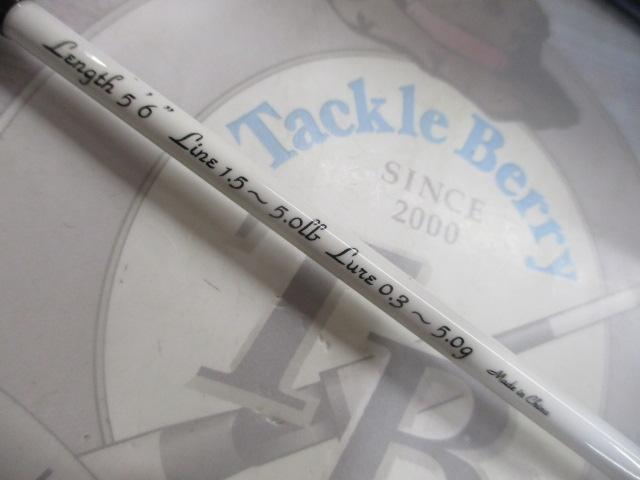 Length 5'6" Line 1.5～5.0lb Lure 0.3～5.0g Made in China
Tackle Berry
SINCE
2000
TB